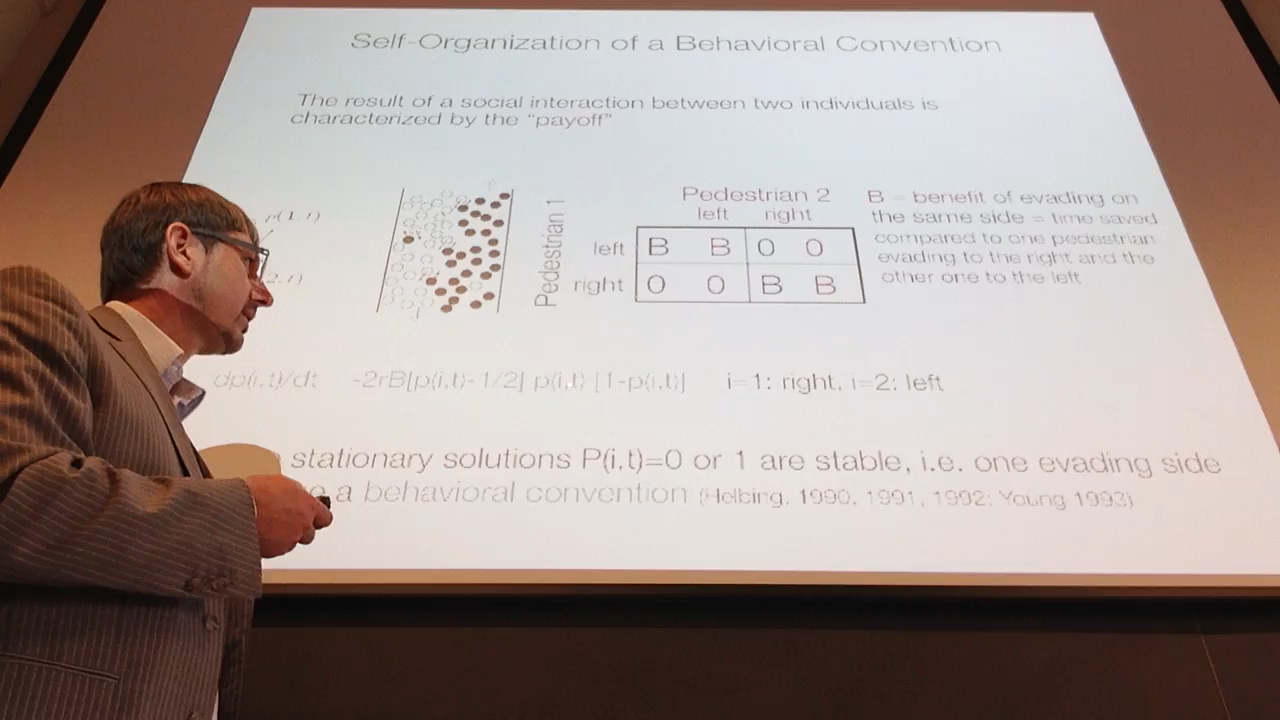 Self-Organization of a Behavioral Convention
The result of a social interaction between two individuals is
characterized by the "payoff"
p(1,t)
2,t)
Pedestrian 1
Pedestrian 2
left right
left B B 0 0
right 0 0 B B
B = benefit of evading on
the same side = time saved
compared to one pedestrian
evading to the right and the
other one to the left
dp(i,t)/dt -2rB[p(i,t)-1/2] p(i,t) [1-p(i,t)] i=1: right, i=2: left
stationary solutions P(i,t)=0 or 1 are stable, i.e. one evading side
a behavioral convention (Helbing, 1990, 1991, 1992; Young 1993)